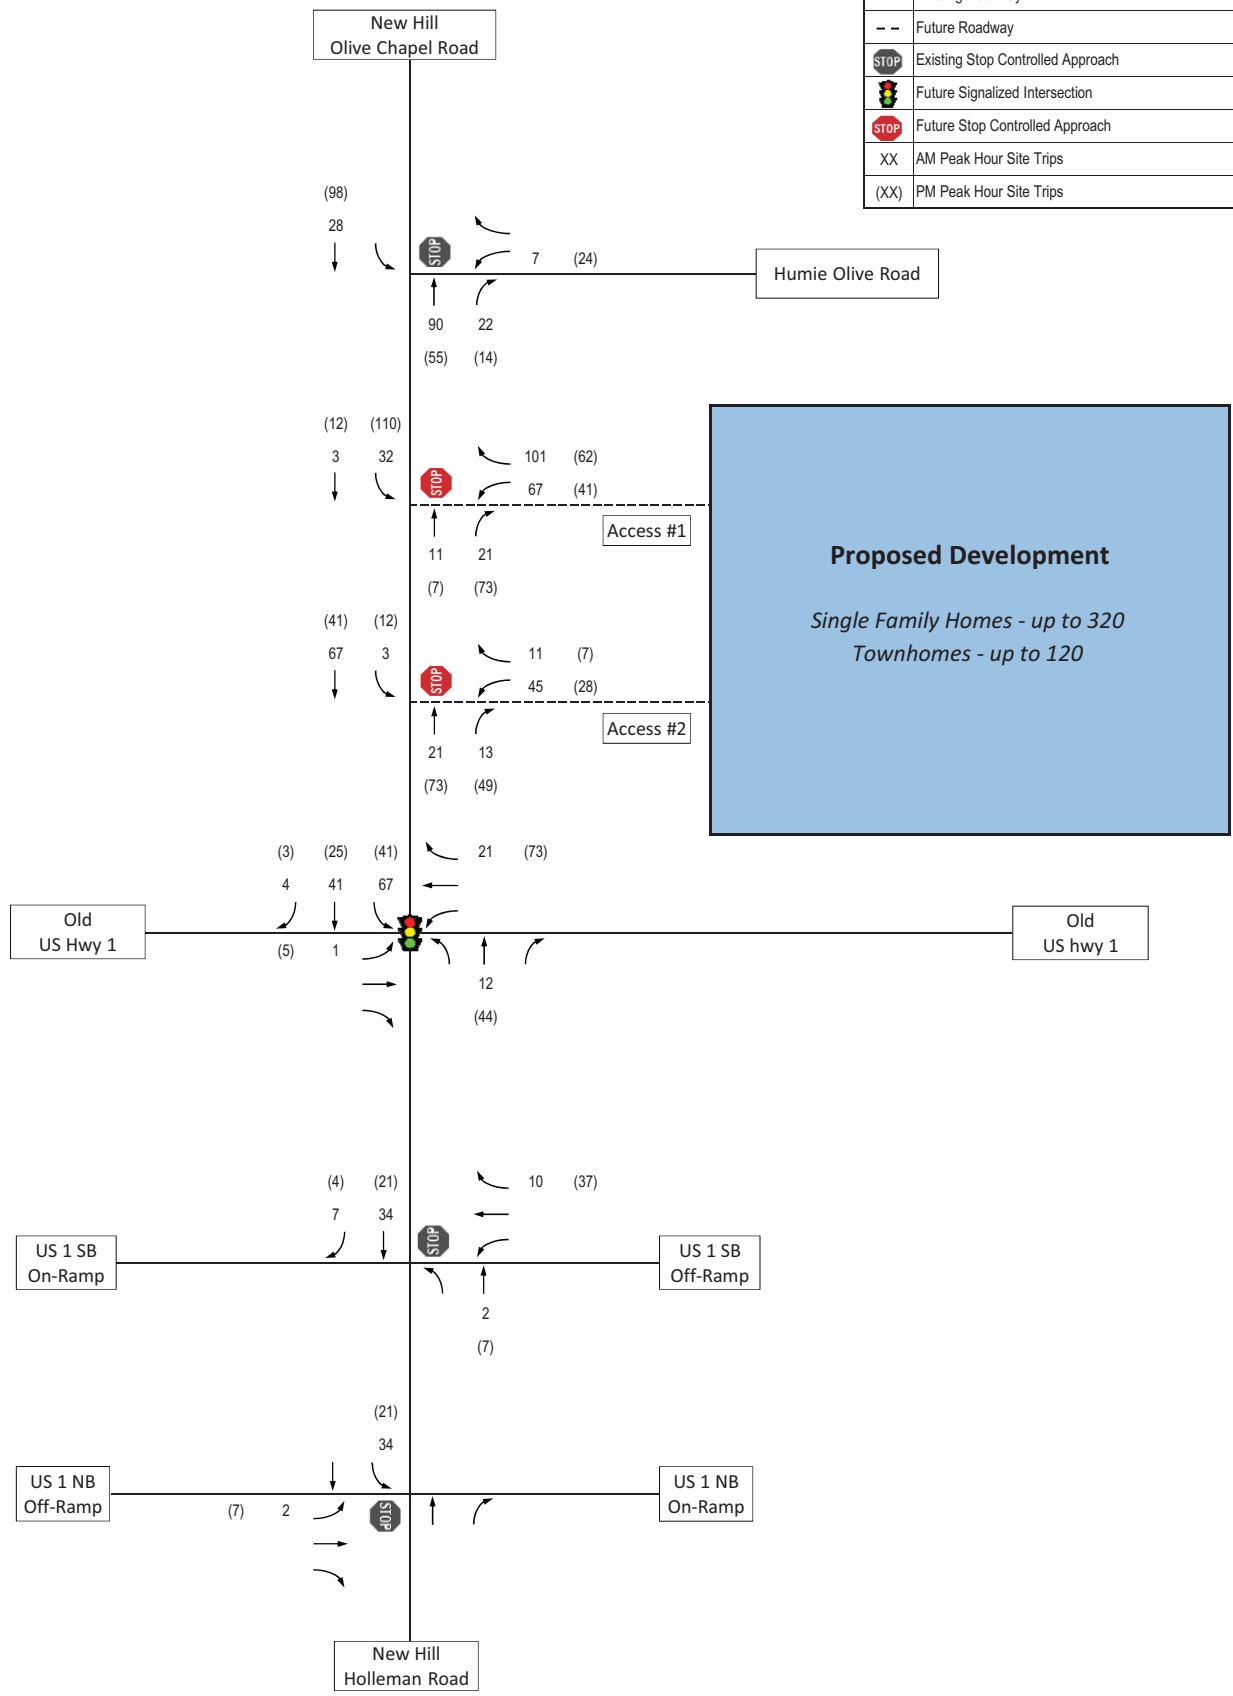 New Hill
Olive Chapel Road
-- Future Roadway
STOP Existing Stop Controlled Approach
Future Signalized Intersection
STOP Future Stop Controlled Approach
XX AM Peak Hour Site Trips
(XX) PM Peak Hour Site Trips
(98)
28
STOP
7 (24)
Humie Olive Road
90 22
(55) (14)
(12) (110)
3 32
101 (62)
STOP
67 (41)
Access #1
11 21
(7) (73)
Proposed Development
Single Family Homes - up to 320
Townhomes - up to 120
(41) (12)
67 3
11 (7)
STOP
45 (28)
Access #2
21 13
(73) (49)
(3) (25) (41) 21 (73)
4 41 67
Old
US Hwy 1
Old
US hwy 1
(5) 1
12
(44)
(4) (21) 10 (37)
7 34
STOP
US 1 SB
On-Ramp
US 1 SB
Off-Ramp
2
(7)
(21)
34
US 1 NB
Off-Ramp
US 1 NB
On-Ramp
(7) 2
STOP
New Hill
Holleman Road